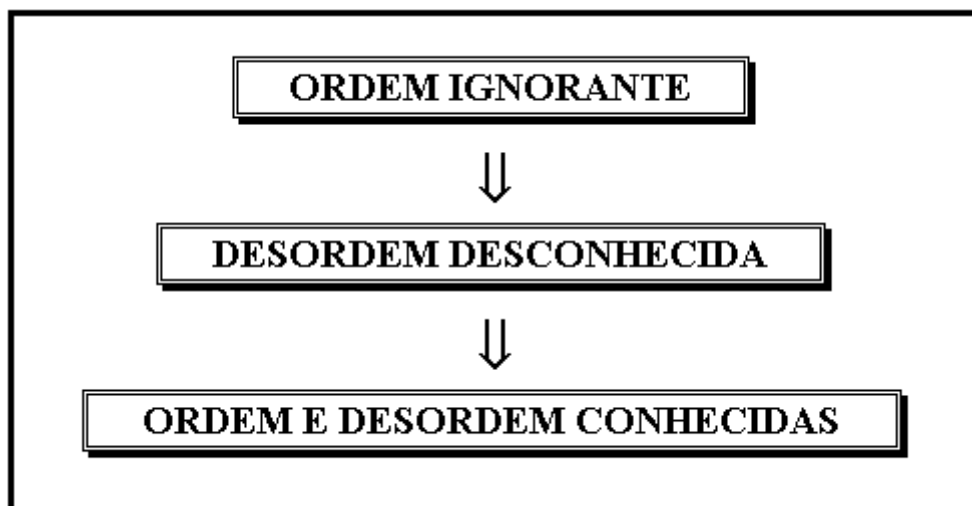 ORDEM IGNORANTE
DESORDEM DESCONHECIDA
ORDEM E DESORDEM CONHECIDAS